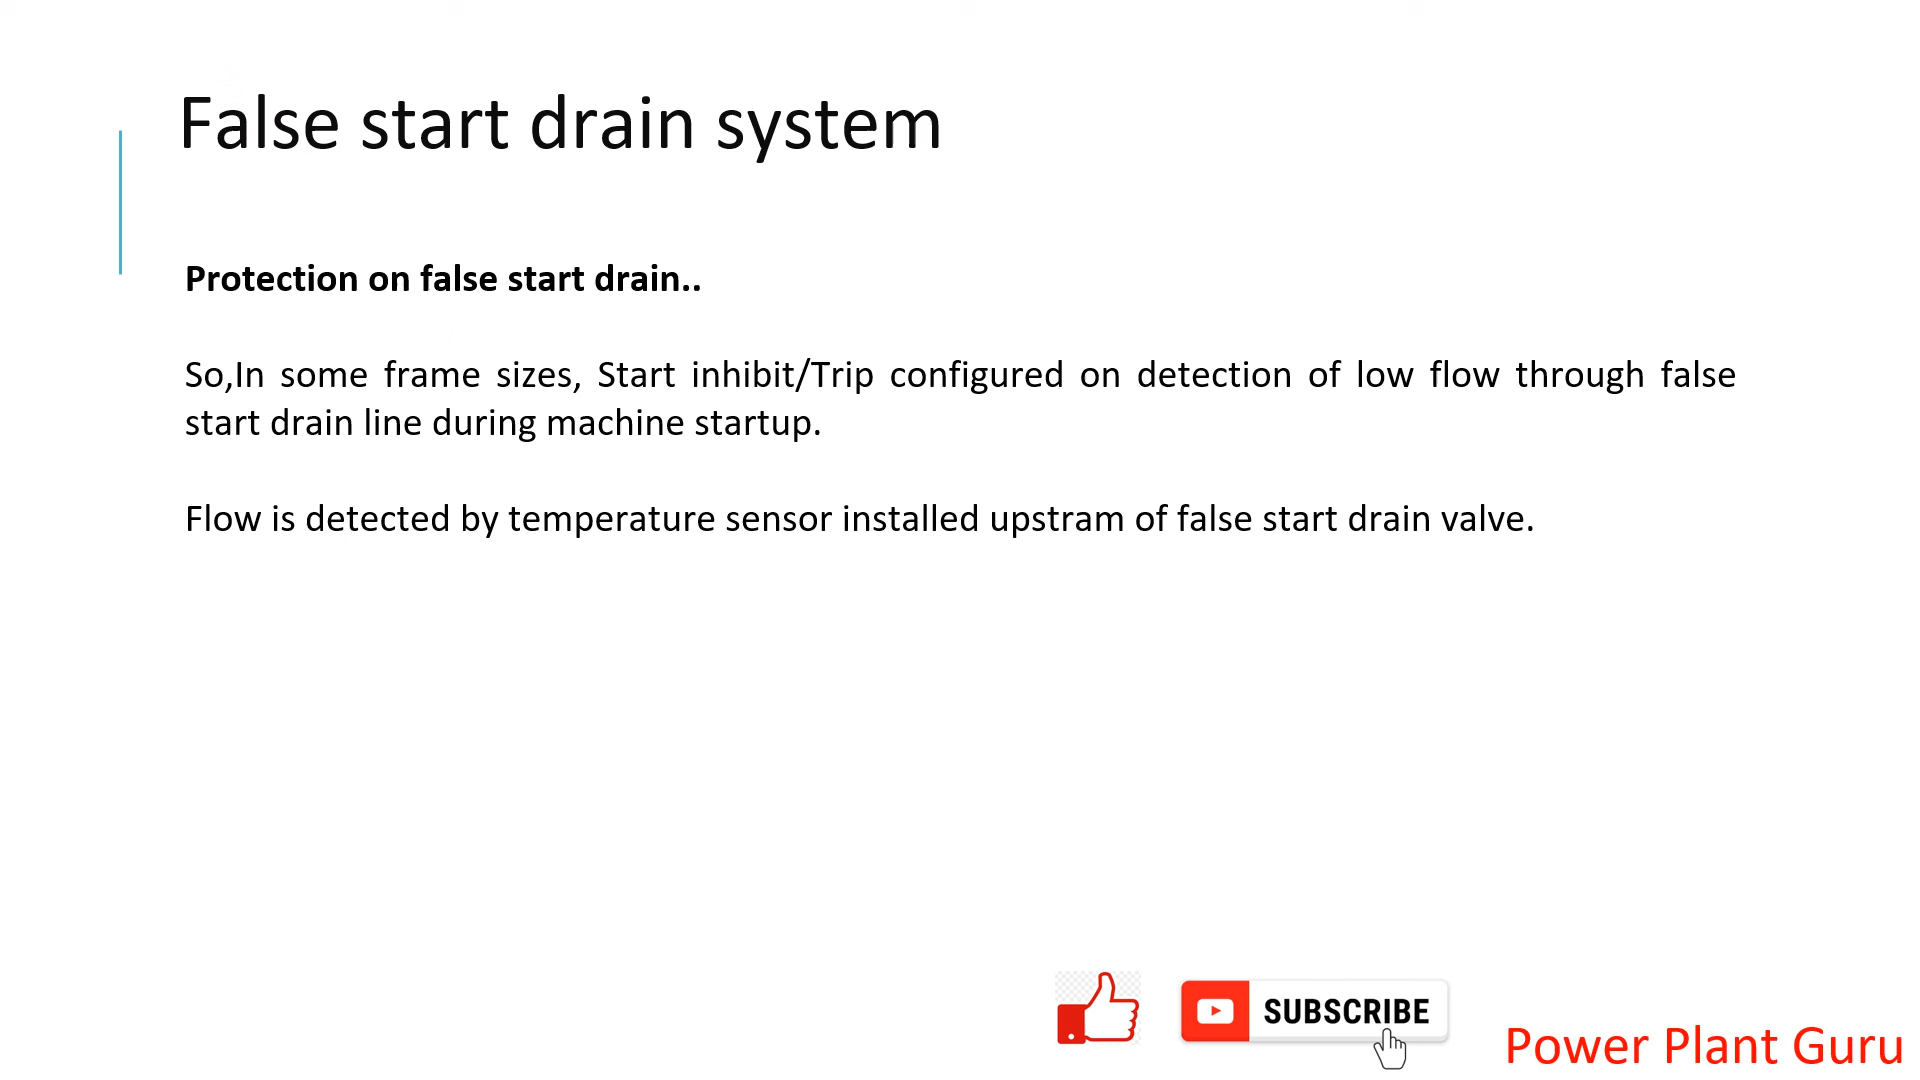 False start drain system
Protection on false start drain..
So,In some frame sizes, Start inhibit/Trip configured on detection of low flow through false
start drain line during machine startup.
Flow is detected by temperature sensor installed upstram of false start drain valve.
SUBSCRIBE
Power Plant Guru